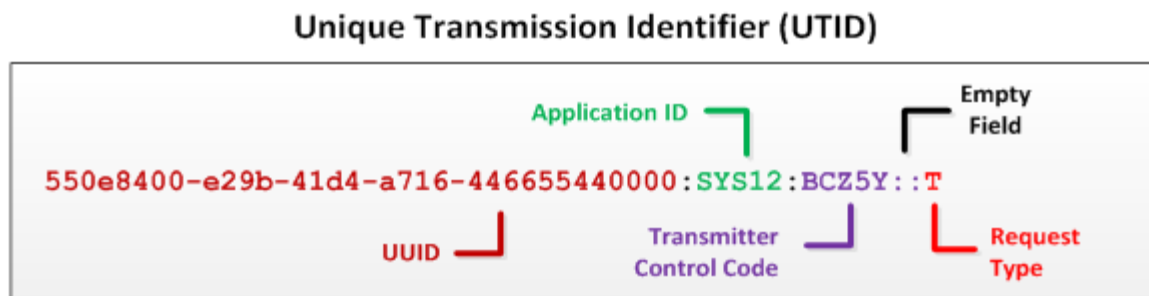 Unique Transmission Identifier (UTID)
Application ID
Empty
Field
550e8400-e29b-41d4-a716-446655440000:SYS12:BCZ5Y::T
UUID
Transmitter
Control Code
Request
Type